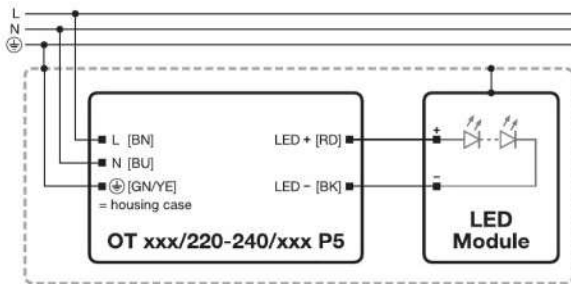 L
N
L [BN]
N [BU]
[GN/YE]
= housing case
LED + [RD]
LED − [BK]
OT xxx/220-240/xxx P5
+
−
LED
Module